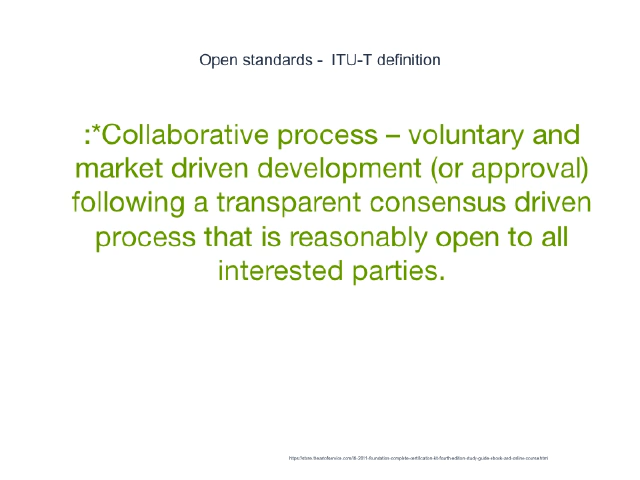 Open standards -  ITU-T definition
:*Collaborative process – voluntary and
market driven development (or approval)
following a transparent consensus driven
process that is reasonably open to all
interested parties.